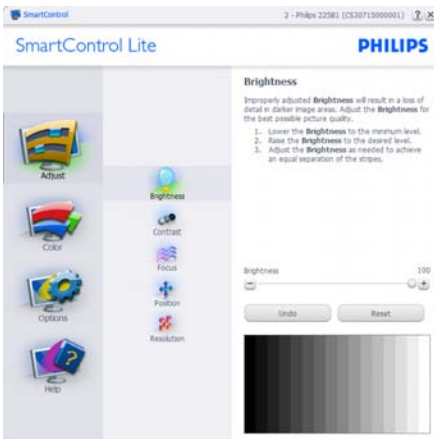 SmartControl
2 - Philips 225B1 (CS30715000001)
SmartControl Lite
PHILIPS
Adjust
Color
Options
Help
Brightness
Contrast
Focus
Position
Resolution
Brightness
Improperly adjusted Brightness will result in a loss of
detail in darker image areas. Adjust the Brightness for
the best possible picture quality.
1. Lower the Brightness to the minimum level.
2. Raise the Brightness to the desired level.
3. Adjust the Brightness as needed to achieve
an equal separation of the stripes.
Brightness 100
Undo
Reset